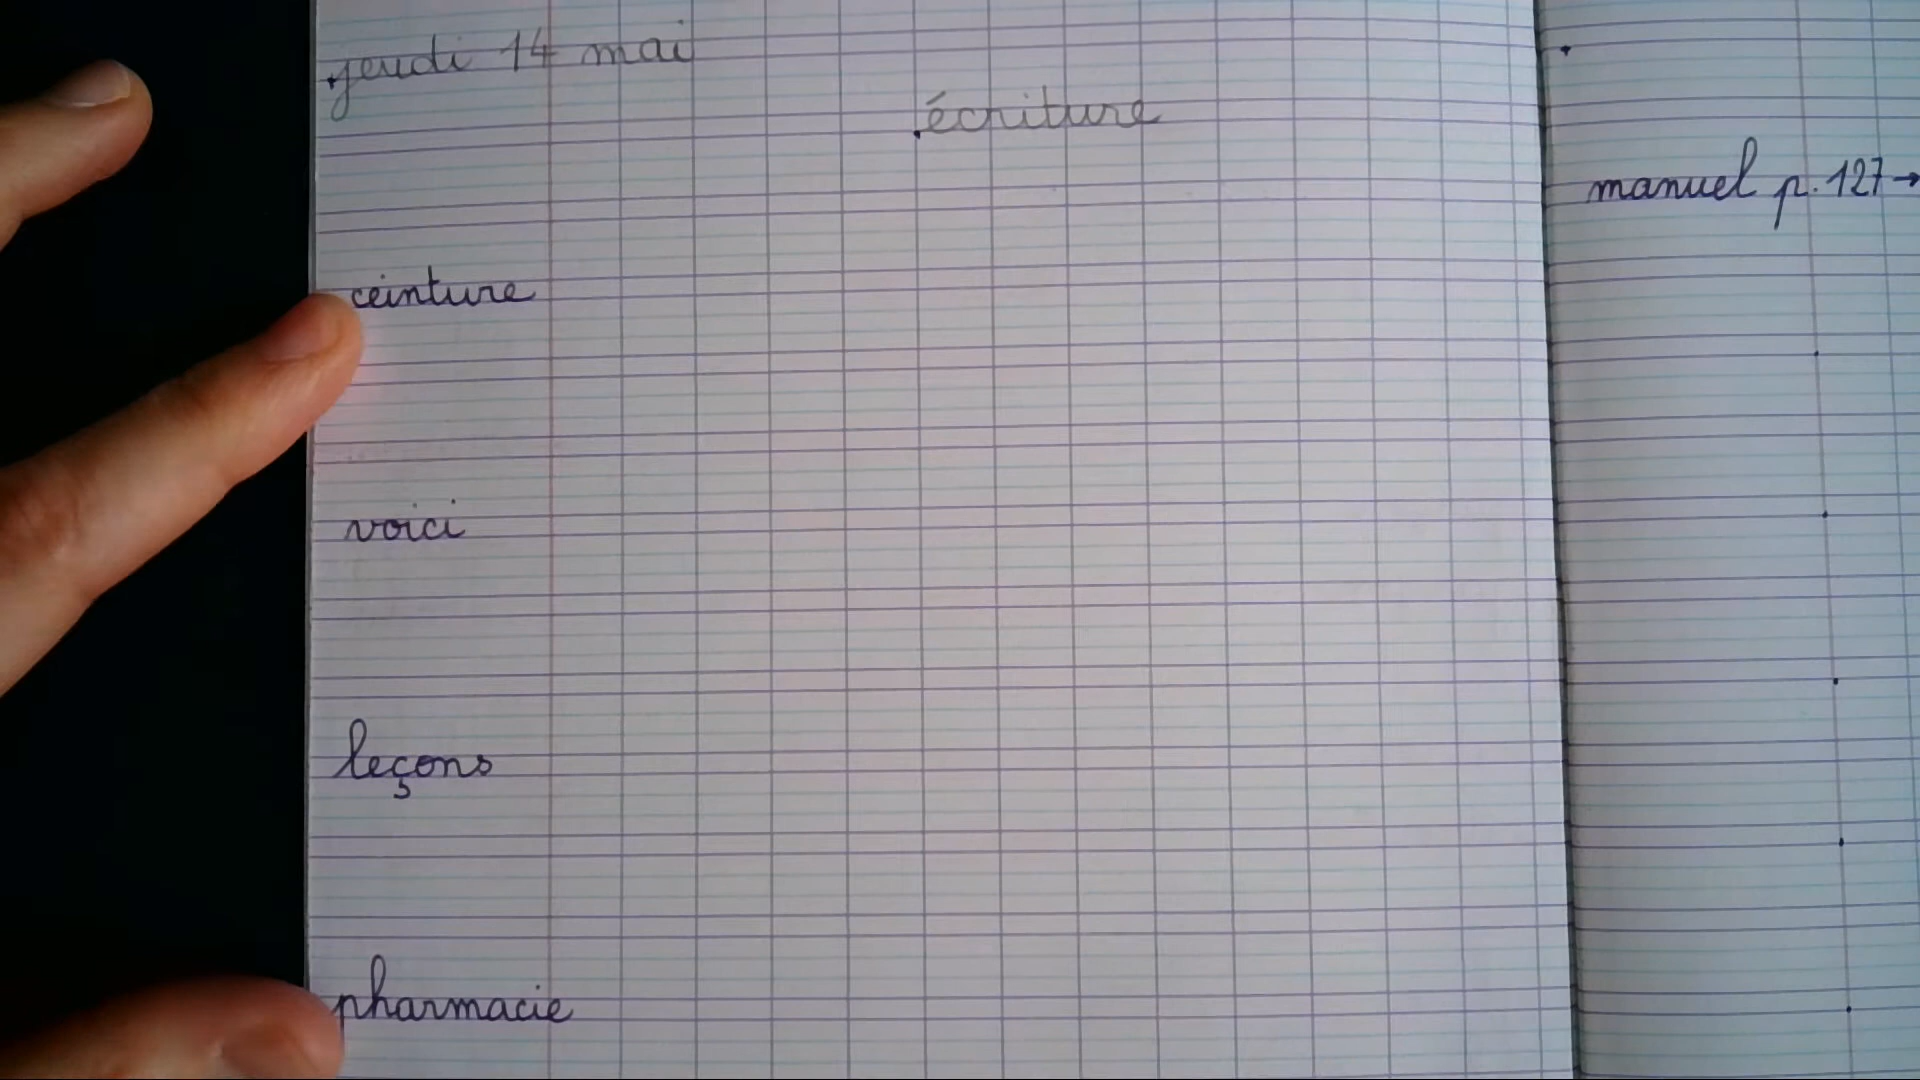 jeudi 14 mai
écriture
ceinture
voici
leçons
pharmacie
manuel p. 127→